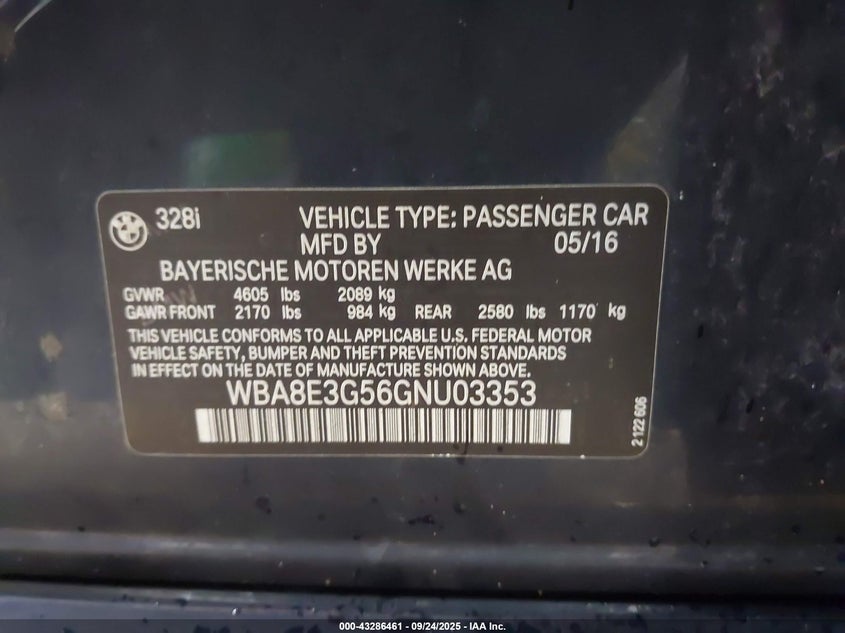 328i VEHICLE TYPE: PASSENGER CAR
MFD BY 05/16
BAYERISCHE MOTOREN WERKE AG
GVWR 4605 lbs 2089 kg
GAWR FRONT 2170 lbs 984 kg REAR 2580 lbs 1170 kg
THIS VEHICLE CONFORMS TO ALL APPLICABLE U.S. FEDERAL MOTOR
VEHICLE SAFETY, BUMPER AND THEFT PREVENTION STANDARDS
IN EFFECT ON THE DATE OF MANUFACTURE SHOWN ABOVE.
WBA8E3G56GNU03353
2 122 606
000-43286461 - 09/24/2025 - IAA Inc.